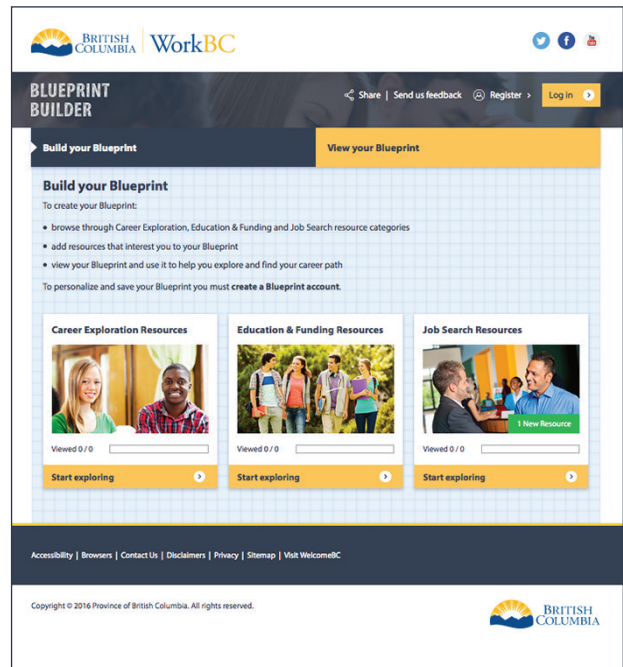 BRITISH
COLUMBIA
WorkBC
You
Tube
BLUEPRINT
BUILDER
Share | Send us feedback Register Log in
Build your Blueprint
View your Blueprint
Build your Blueprint
To create your Blueprint:
• browse through Career Exploration, Education & Funding and Job Search resource categories
• add resources that interest you to your Blueprint
• view your Blueprint and use it to help you explore and find your career path
To personalize and save your Blueprint you must create a Blueprint account.
Career Exploration Resources
Viewed 0 / 0
Start exploring
Education & Funding Resources
Viewed 0 / 0
Start exploring
Job Search Resources
1 New Resource
Viewed 0 / 0
Start exploring
Accessibility | Browsers | Contact Us | Disclaimers | Privacy | Sitemap | Visit WelcomeBC
Copyright © 2016 Province of British Columbia. All rights reserved.
BRITISH
COLUMBIA